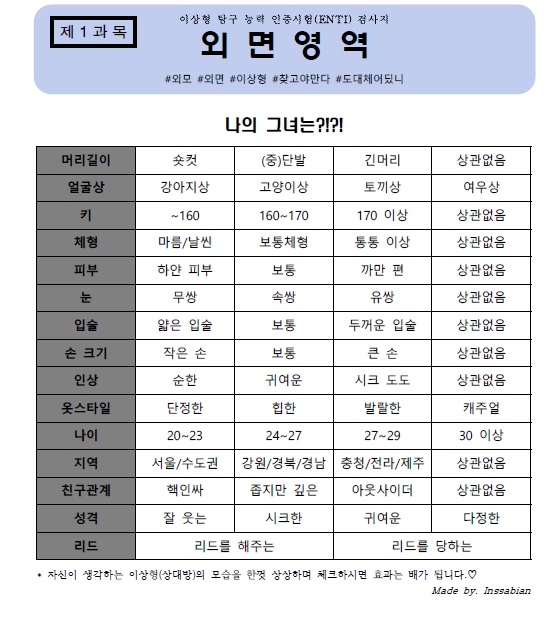 이상형 탐구 능력 인증시험(ENTI) 검사지
제 1 과목
외 면 영 역
#외모 #외면 #이상형 #찾고야만다 #도대체어딨니
나의 그녀는?!?!
머리길이 숏컷 (중)단발 긴머리 상관없음
얼굴상 강아지상 고양이상 토끼상 여우상
키 ~160 160~170 170 이상 상관없음
체형 마름/날씬 보통체형 통통 이상 상관없음
피부 하얀 피부 보통 까만 편 상관없음
눈 무쌍 속쌍 유쌍 상관없음
입술 얇은 입술 보통 두꺼운 입술 상관없음
손 크기 작은 손 보통 큰 손 상관없음
인상 순한 귀여운 시크 도도 상관없음
옷스타일 단정한 힙한 발랄한 캐주얼
나이 20~23 24~27 27~29 30 이상
지역 서울/수도권 강원/경북/경남 충청/전라/제주 상관없음
친구관계 핵인싸 좁지만 깊은 아웃사이더 상관없음
성격 잘 웃는 시크한 귀여운 다정한
리드 리드를 해주는 리드를 당하는
* 자신이 생각하는 이상형(상대방)의 모습을 한껏 상상하며 체크하시면 효과는 배가 됩니다.♡
Made by. Inssabian